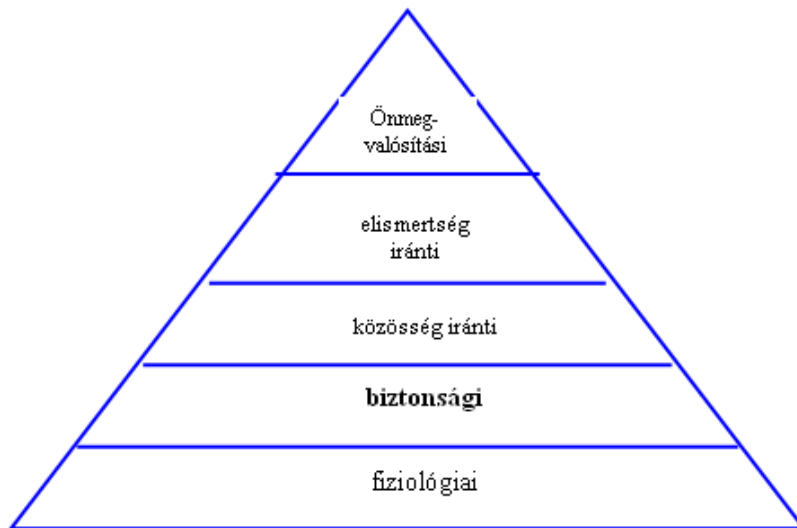 Önmeg-
valósítási
elismertség
iránti
közösség iránti
biztonsági
fiziológiai